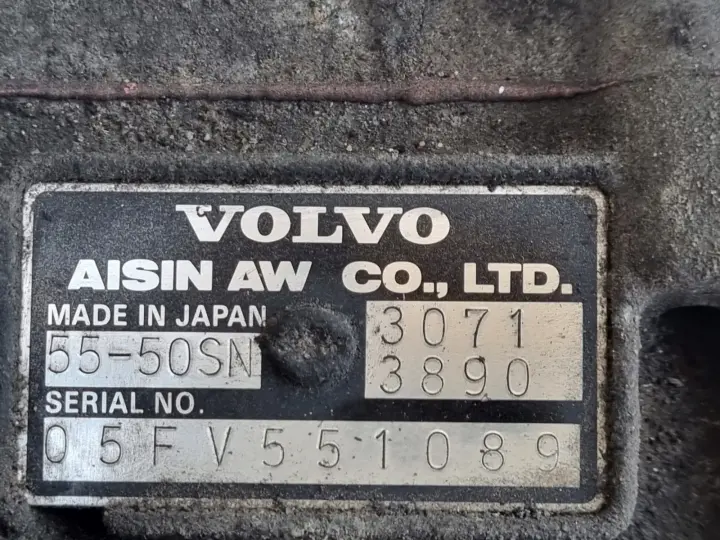 VOLVO
AISIN AW CO., LTD.
MADE IN JAPAN 3071
55-50SN 3890
SERIAL NO.
05FV551089